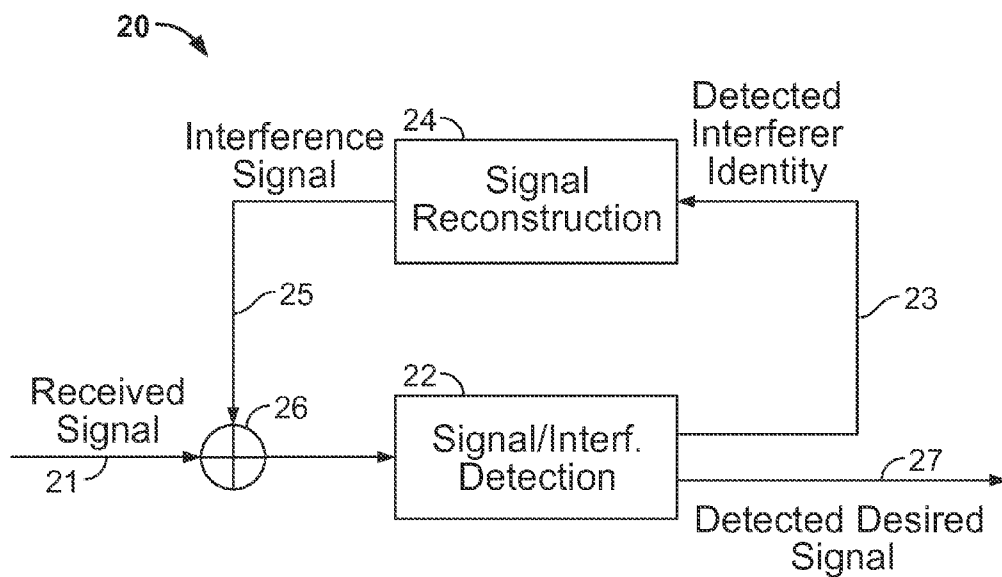 20
24
Interference
Signal
Signal
Reconstruction
Detected
Interferer
Identity
25
23
Received
Signal
21
26
22
Signal/Interf.
Detection
27
Detected Desired
Signal